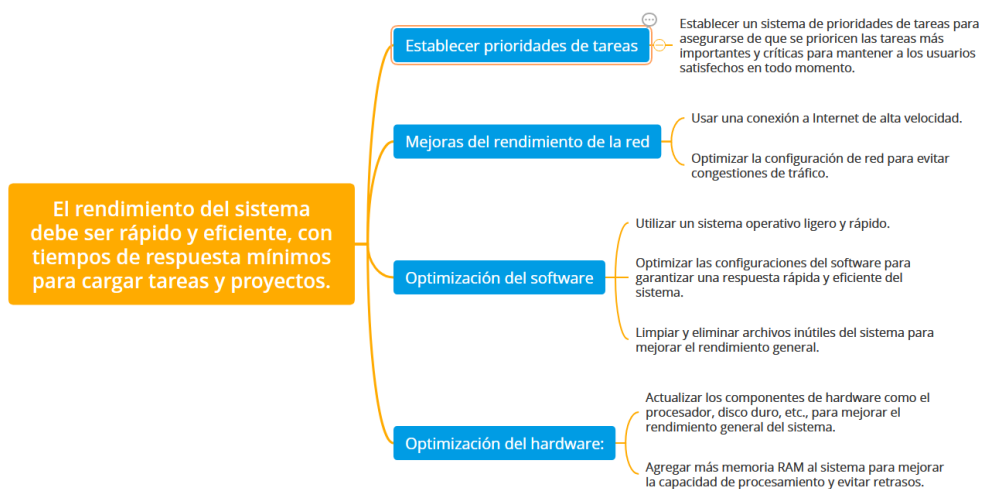 El rendimiento del sistema
debe ser rápido y eficiente, con
tiempos de respuesta mínimos
para cargar tareas y proyectos.
Establecer prioridades de tareas
Establecer un sistema de prioridades de tareas para
asegurarse de que se prioricen las tareas más
importantes y críticas para mantener a los usuarios
satisfechos en todo momento.
Mejoras del rendimiento de la red
Usar una conexión a Internet de alta velocidad.
Optimizar la configuración de red para evitar
congestiones de tráfico.
Optimización del software
Utilizar un sistema operativo ligero y rápido.
Optimizar las configuraciones del software para
garantizar una respuesta rápida y eficiente del
sistema.
Limpiar y eliminar archivos inútiles del sistema para
mejorar el rendimiento general.
Optimización del hardware:
Actualizar los componentes de hardware como el
procesador, disco duro, etc., para mejorar el
rendimiento general del sistema.
Agregar más memoria RAM al sistema para mejorar
la capacidad de procesamiento y evitar retrasos.